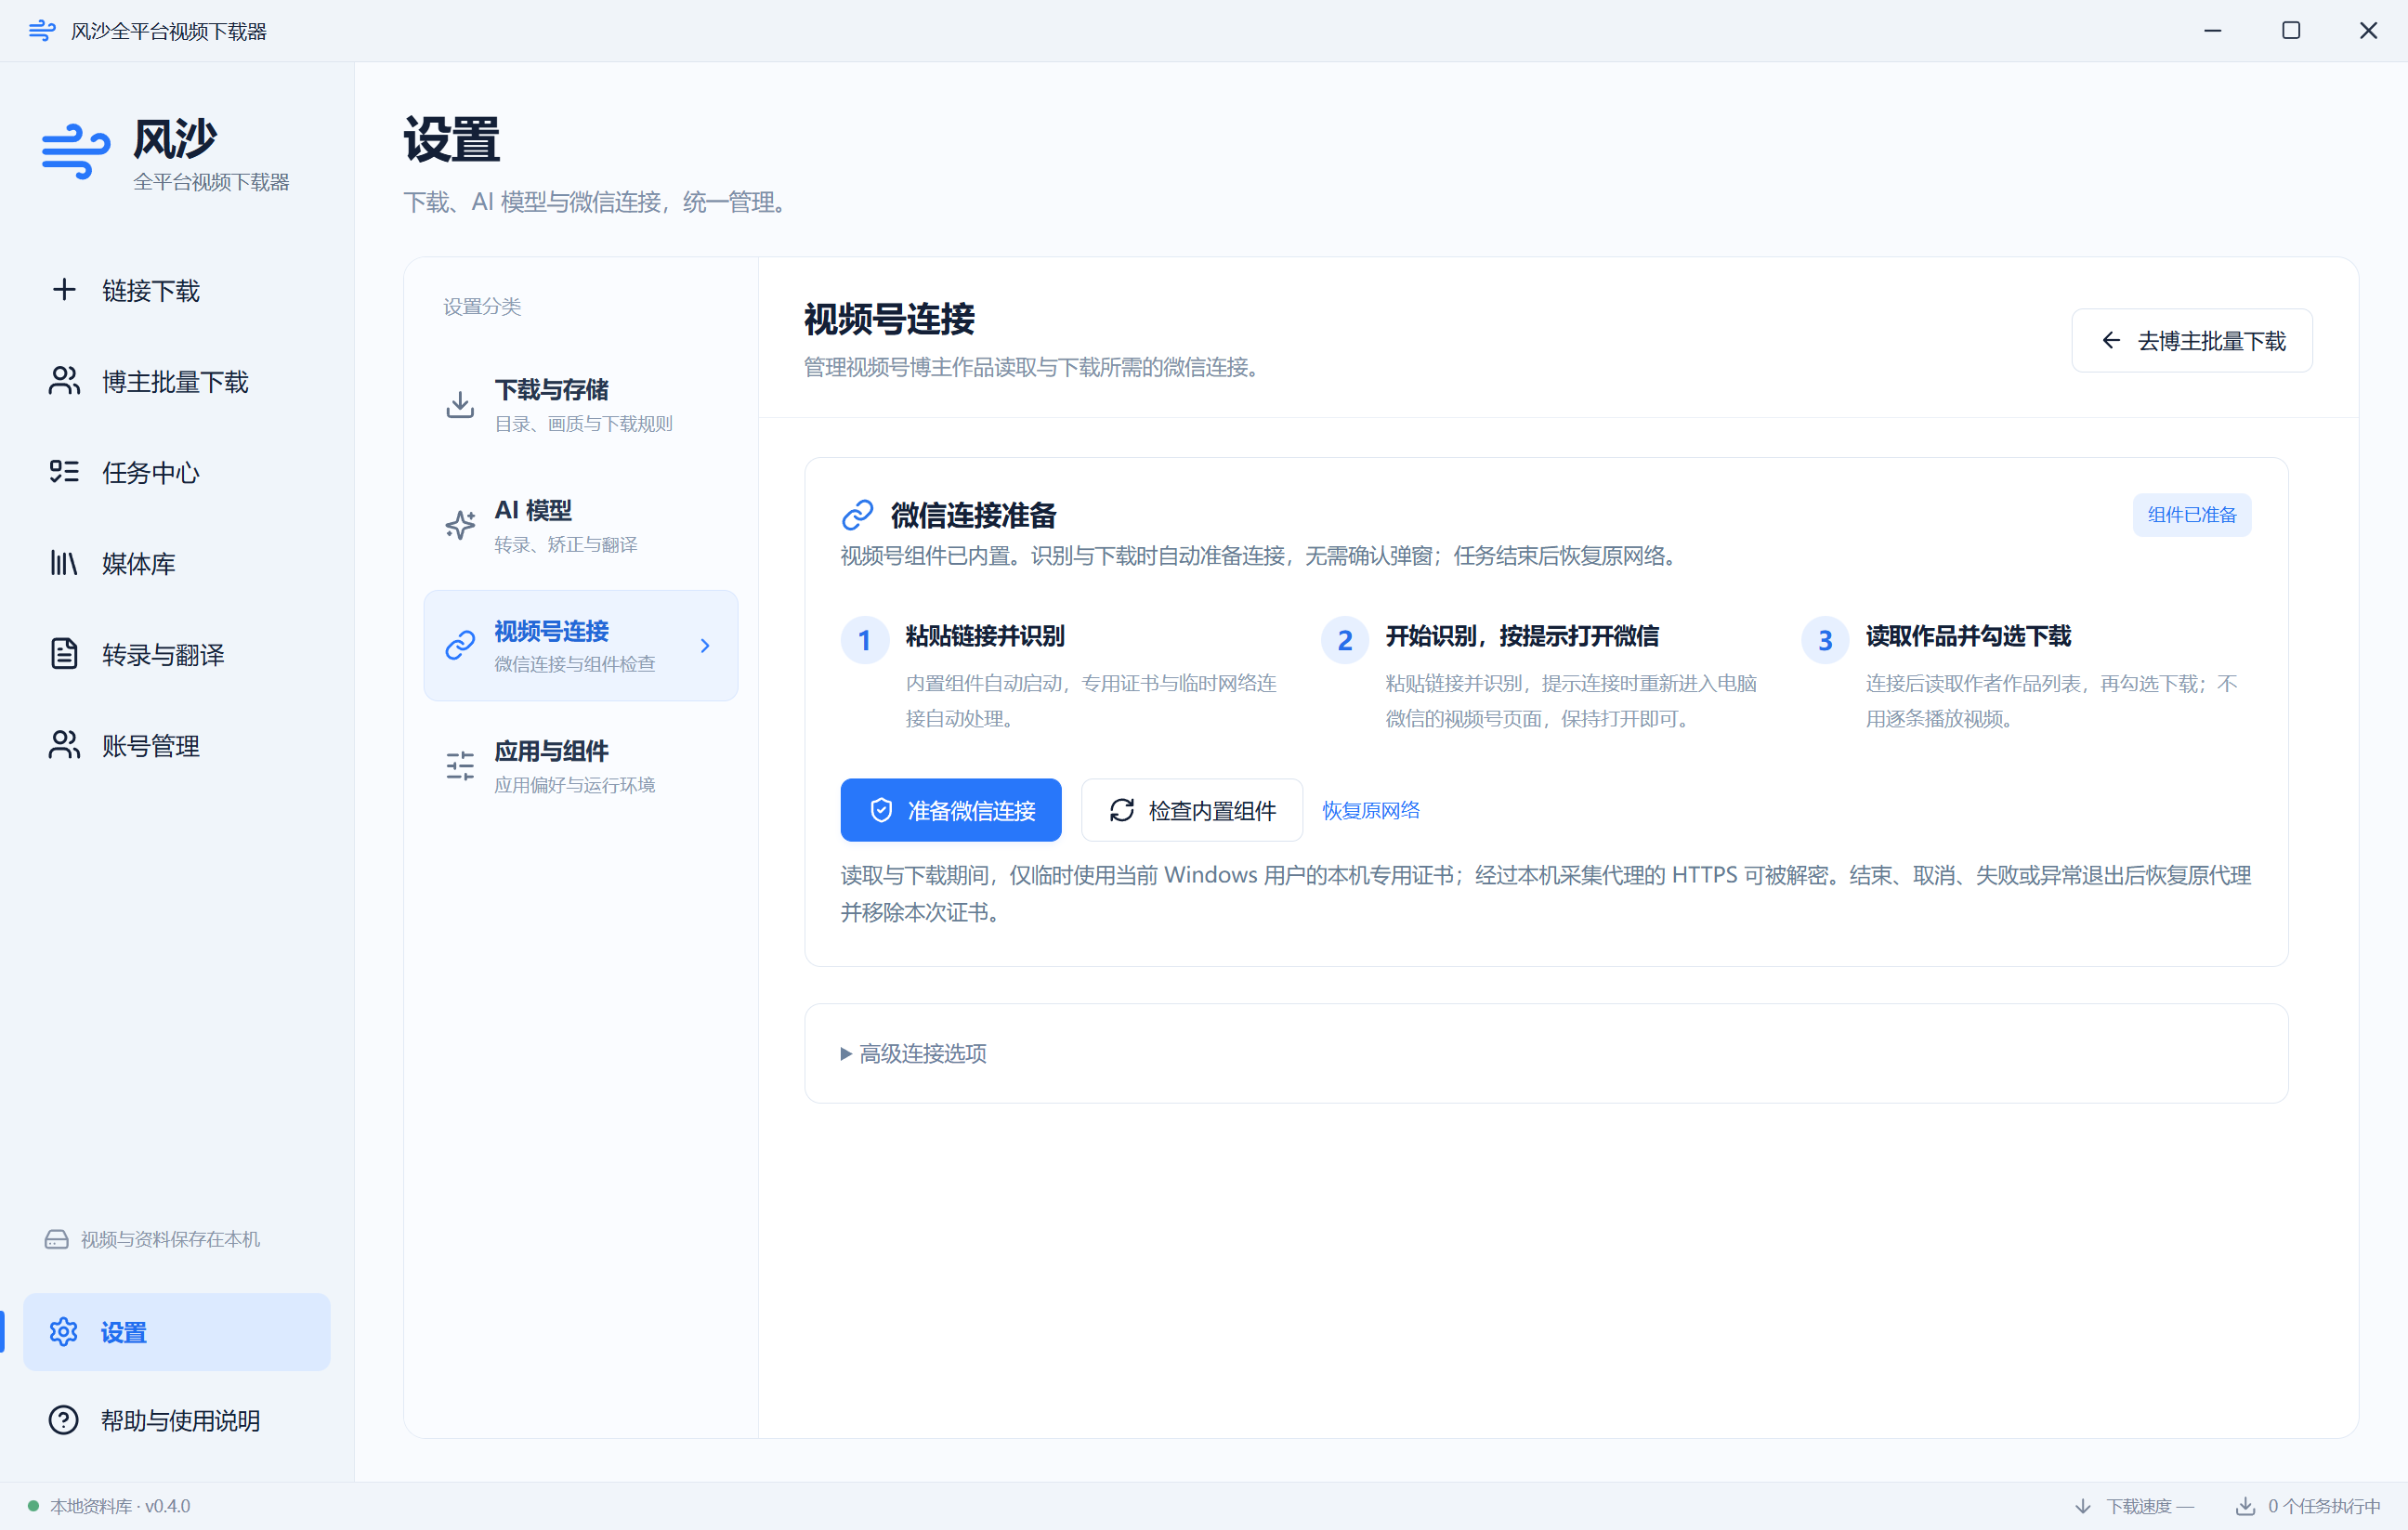 风沙全平台视频下载器
风沙
全平台视频下载器
链接下载
博主批量下载
任务中心
媒体库
转录与翻译
账号管理
视频与资料保存在本机
设置
帮助与使用说明
设置
下载、AI 模型与微信连接，统一管理。
设置分类
下载与存储
目录、画质与下载规则
AI 模型
转录、矫正与翻译
视频号连接
微信连接与组件检查
应用与组件
应用偏好与运行环境
视频号连接
管理视频号博主作品读取与下载所需的微信连接。
去博主批量下载
微信连接准备
组件已准备
视频号组件已内置。识别与下载时自动准备连接，无需确认弹窗；任务结束后恢复原网络。
1 粘贴链接并识别
内置组件自动启动，专用证书与临时网络连
接自动处理。
2 开始识别，按提示打开微信
粘贴链接并识别，提示连接时重新进入电脑
微信的视频号页面，保持打开即可。
3 读取作品并勾选下载
连接后读取作者作品列表，再勾选下载；不
用逐条播放视频。
准备微信连接
检查内置组件
恢复原网络
读取与下载期间，仅临时使用当前 Windows 用户的本机专用证书；经过本机采集代理的 HTTPS 可被解密。结束、取消、失败或异常退出后恢复原代理
并移除本次证书。
高级连接选项
本地资料库 · v0.4.0
下载速度 —
0 个任务执行中